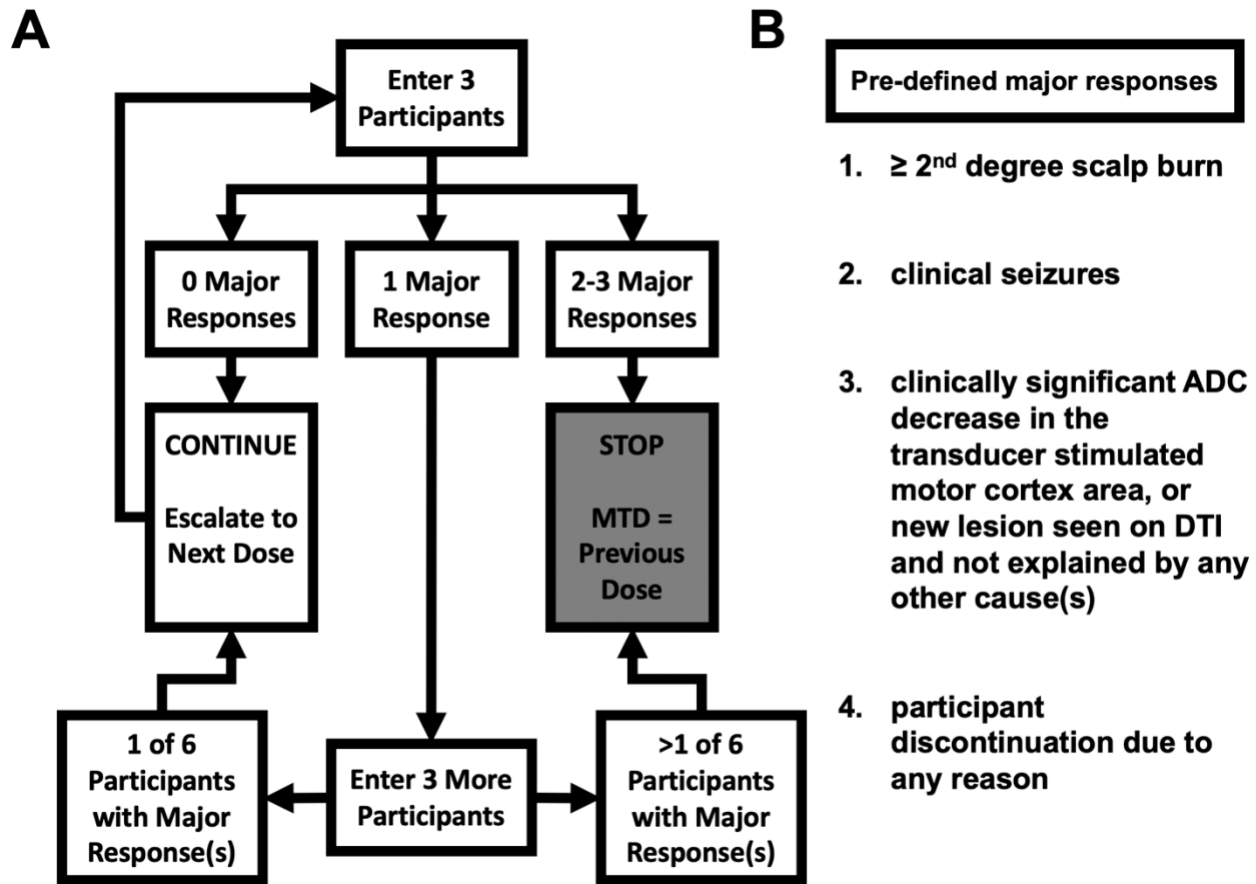 A
Enter 3
Participants
0 Major
Responses
1 Major
Response
2-3 Major
Responses
CONTINUE
Escalate to
Next Dose
STOP
MTD =
Previous
Dose
1 of 6
Participants
with Major
Response(s)
Enter 3 More
Participants
>1 of 6
Participants
with Major
Response(s)
B
Pre-defined major responses
1. ≥ 2nd degree scalp burn
2. clinical seizures
3. clinically significant ADC
decrease in the
transducer stimulated
motor cortex area, or
new lesion seen on DTI
and not explained by any
other cause(s)
4. participant
discontinuation due to
any reason